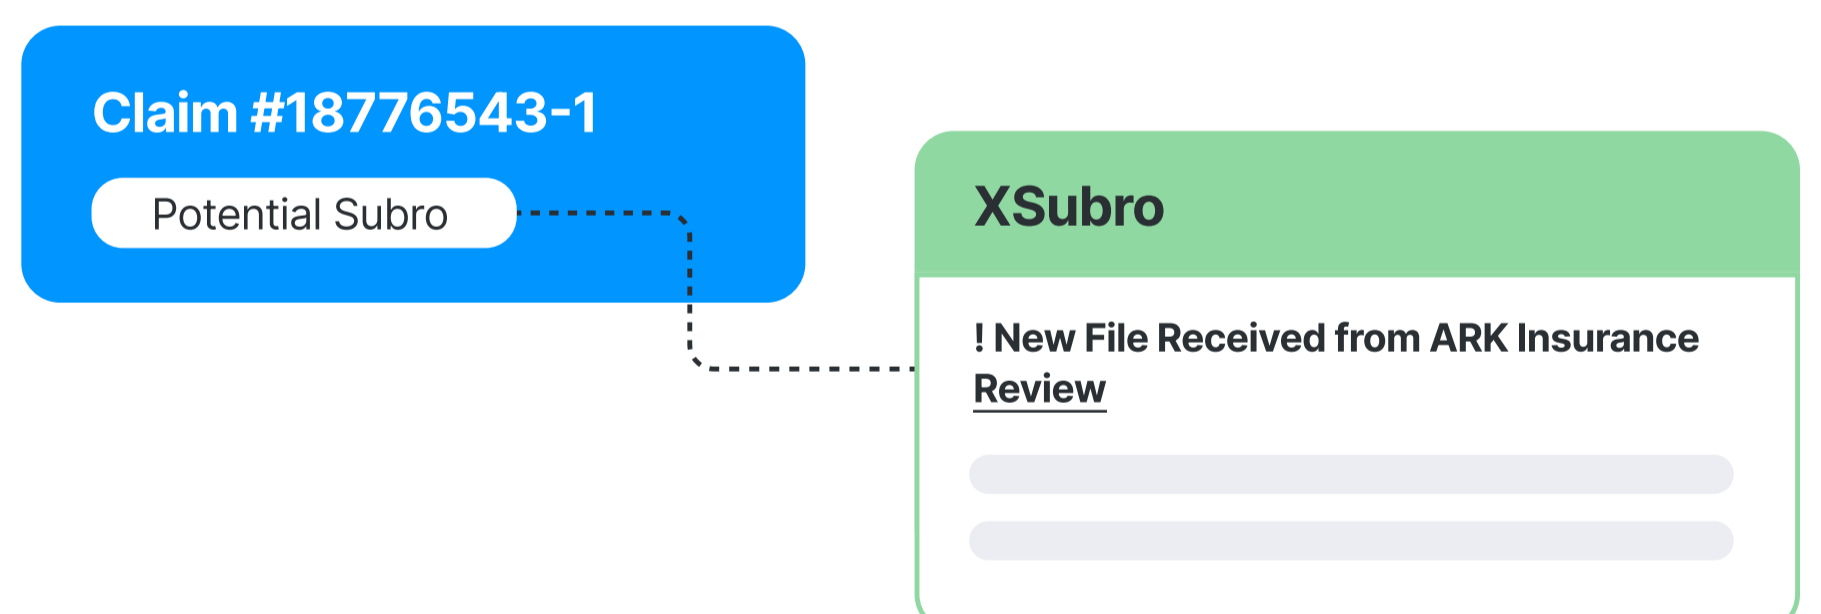 Claim #18776543-1
Potential Subro
XSubro
! New File Received from ARK Insurance
Review